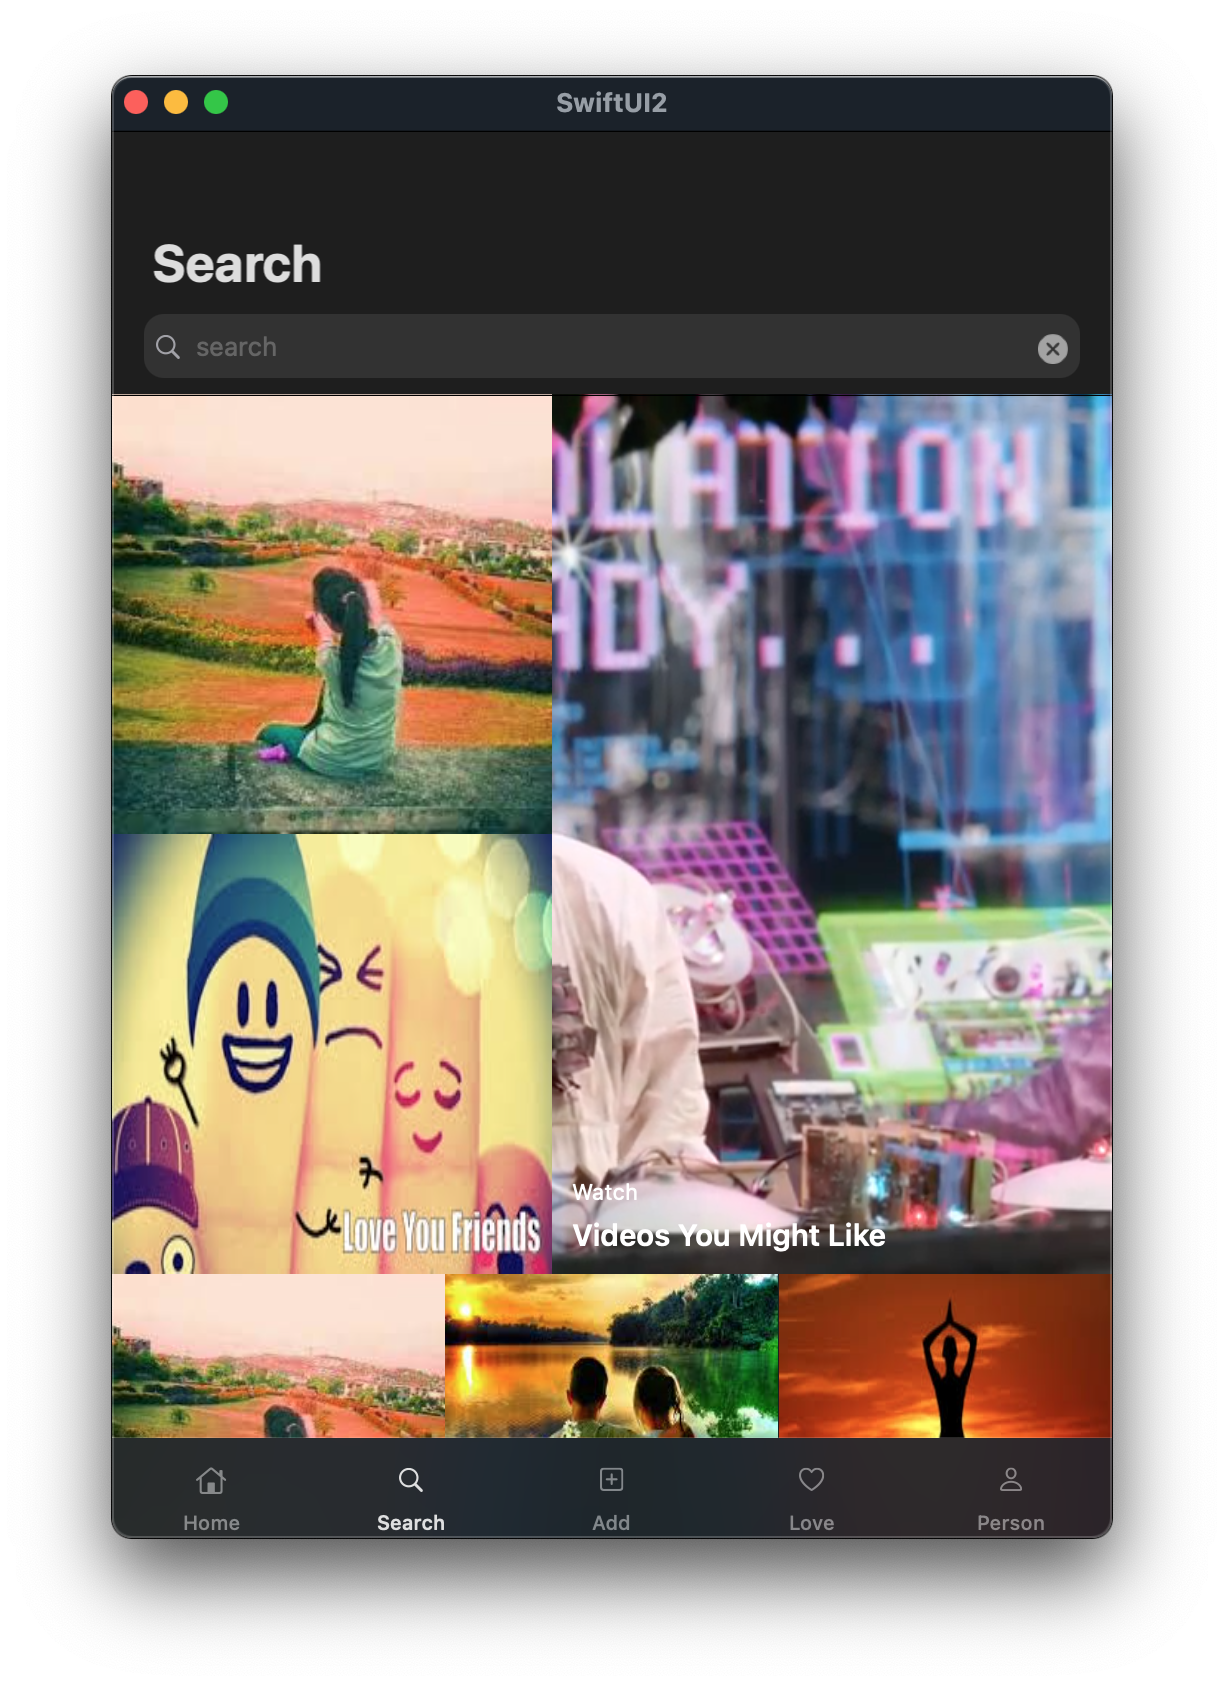 SwiftUI2
Search
search
LATION
ADY...
Love You Friends
Watch
Videos You Might Like
Home
Search
Add
Love
Person